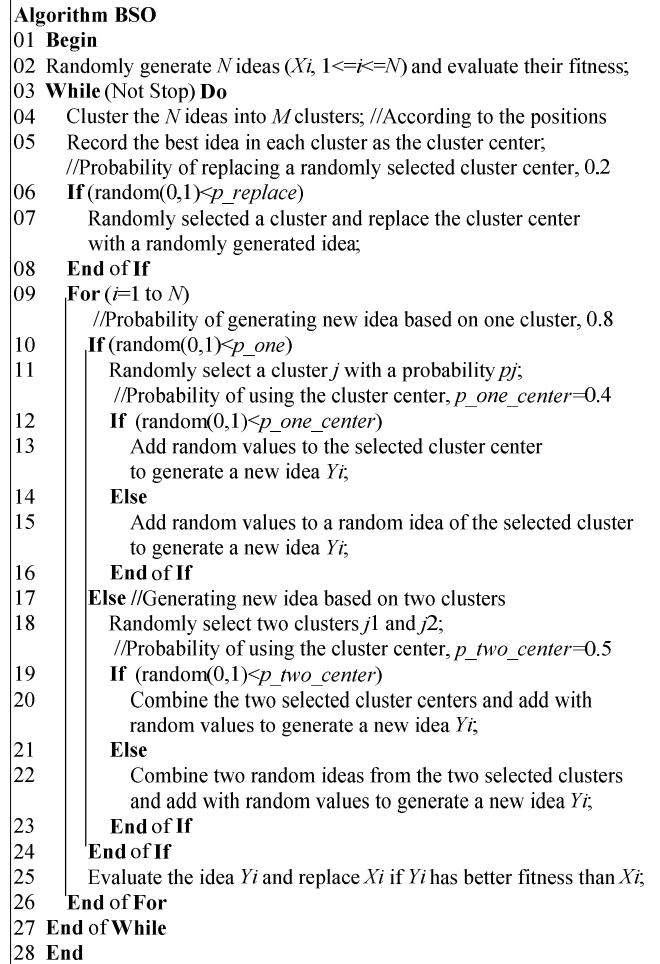 Algorithm BSO
01 Begin
02 Randomly generate N ideas (Xi, 1<=i<=N) and evaluate their fitness;
03 While (Not Stop) Do
04 Cluster the N ideas into M clusters; //According to the positions
05 Record the best idea in each cluster as the cluster center;
//Probability of replacing a randomly selected cluster center, 0.2
06 If (random(0,1)<p_replace)
07 Randomly selected a cluster and replace the cluster center
with a randomly generated idea;
08 End of If
09 For (i=1 to N)
//Probability of generating new idea based on one cluster, 0.8
10 If (random(0,1)<p_one)
11 Randomly select a cluster j with a probability pj;
//Probability of using the cluster center, p_one_center=0.4
12 If (random(0,1)<p_one_center)
13 Add random values to the selected cluster center
to generate a new idea Yi;
14 Else
15 Add random values to a random idea of the selected cluster
to generate a new idea Yi;
16 End of If
17 Else //Generating new idea based on two clusters
18 Randomly select two clusters j1 and j2;
//Probability of using the cluster center, p_two_center=0.5
19 If (random(0,1)<p_two_center)
20 Combine the two selected cluster centers and add with
random values to generate a new idea Yi;
21 Else
22 Combine two random ideas from the two selected clusters
and add with random values to generate a new idea Yi;
23 End of If
24 End of If
25 Evaluate the idea Yi and replace Xi if Yi has better fitness than Xi;
26 End of For
27 End of While
28 End